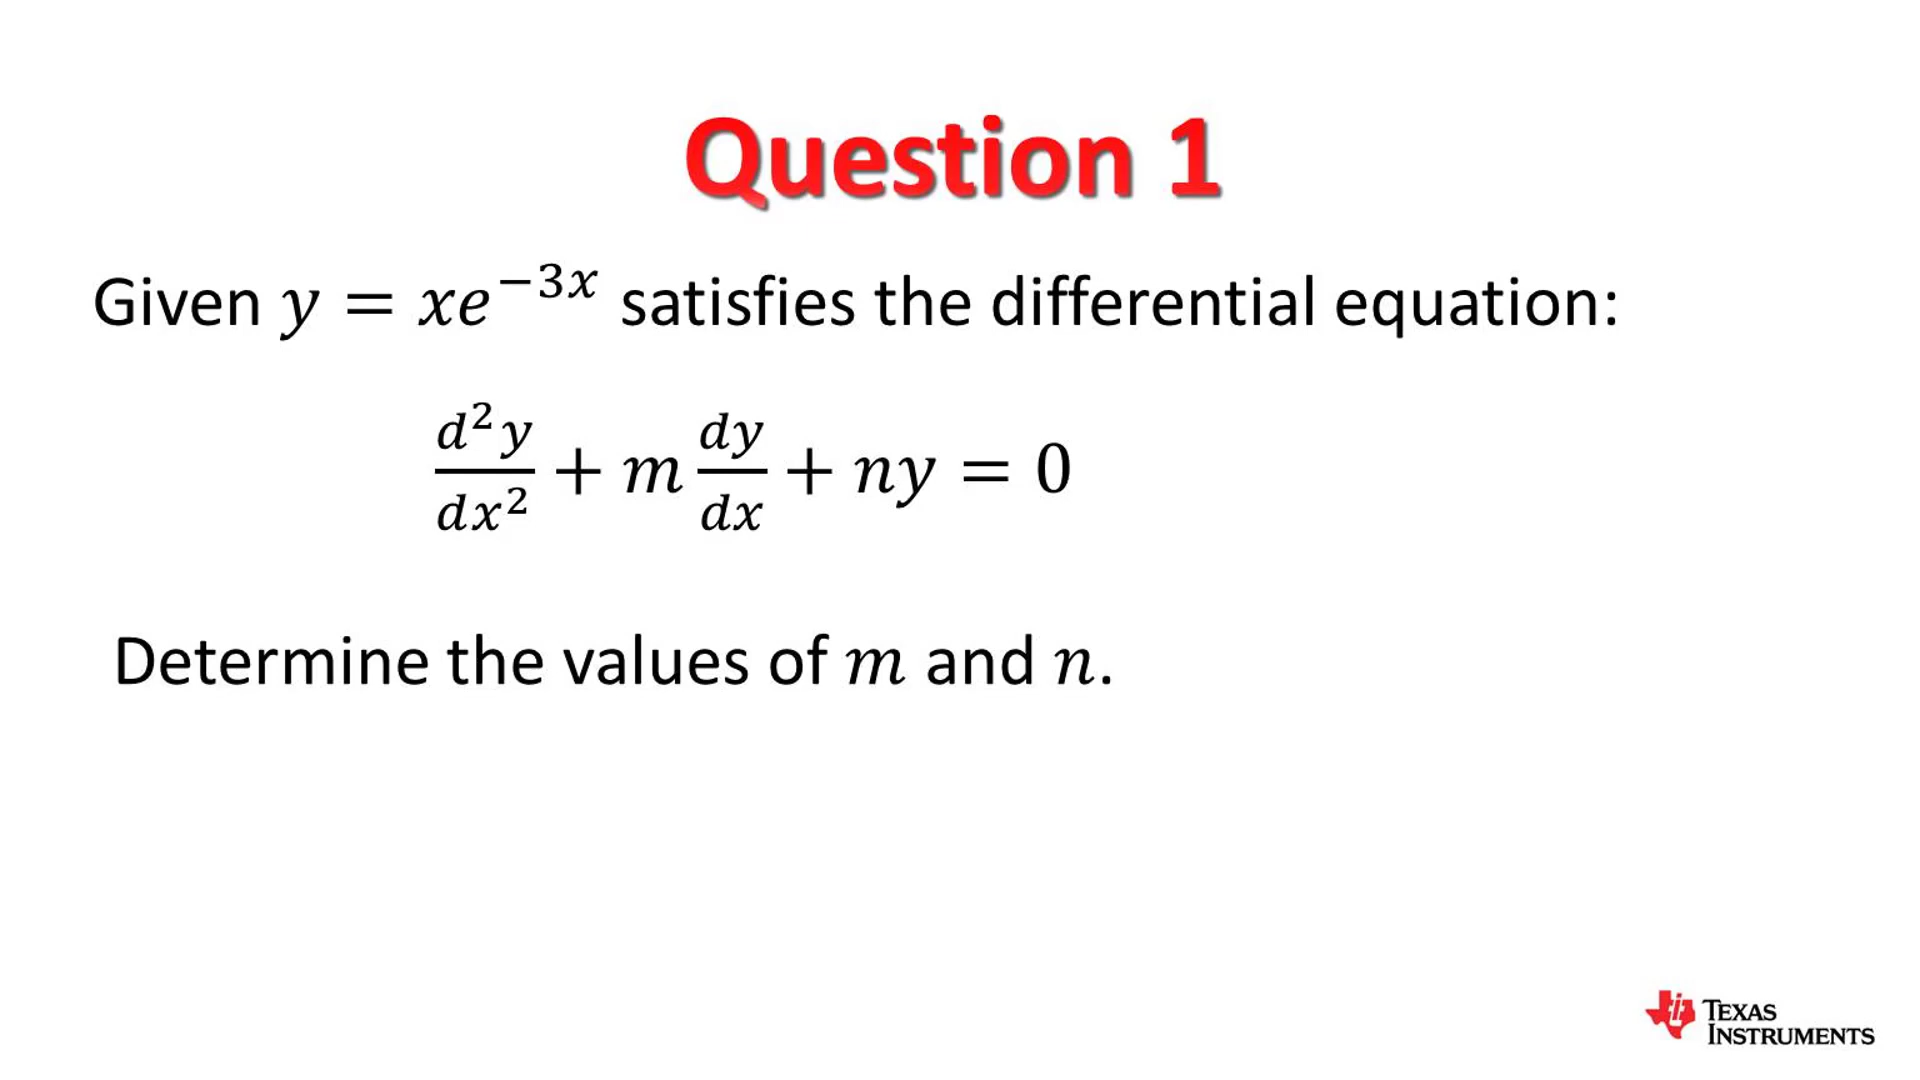 Question 1
Given y = xe⁻³ˣ satisfies the differential equation:
d²y/dx² + m dy/dx + ny = 0
Determine the values of m and n.
TEXAS
INSTRUMENTS